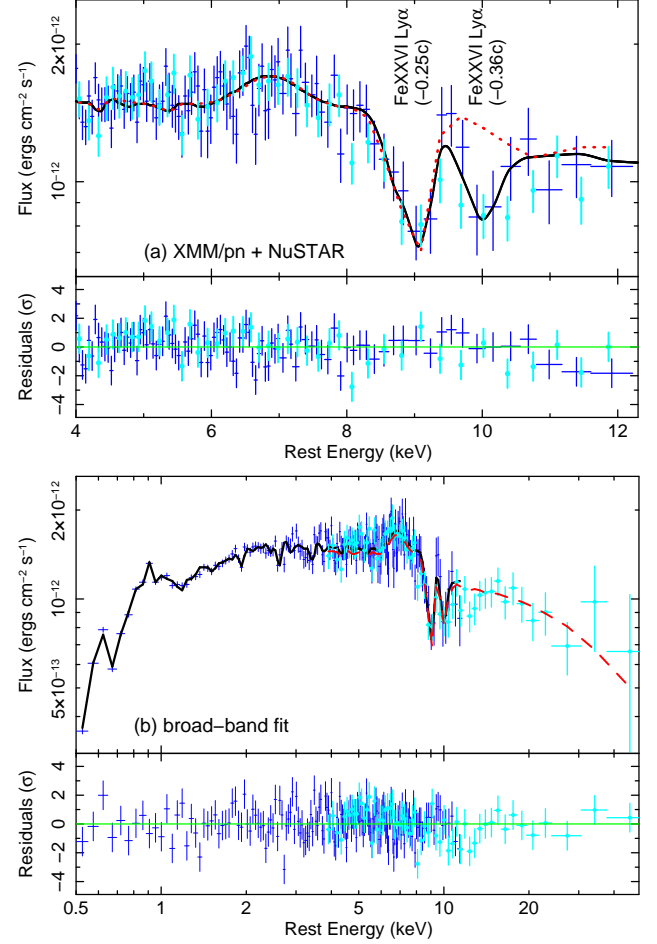 FeXXVI Lyα
(−0.25c)
FeXXVI Lyα
(−0.36c)
2×10⁻¹²
10⁻¹²
Flux (ergs cm⁻² s⁻¹)
(a) XMM/pn + NuSTAR
4
2
0
−2
−4
Residuals (σ)
4 6 8 10 12
Rest Energy (keV)
2×10⁻¹²
10⁻¹²
5×10⁻¹³
Flux (ergs cm⁻² s⁻¹)
(b) broad−band fit
4
2
0
−2
−4
Residuals (σ)
0.5 1 2 5 10 20
Rest Energy (keV)